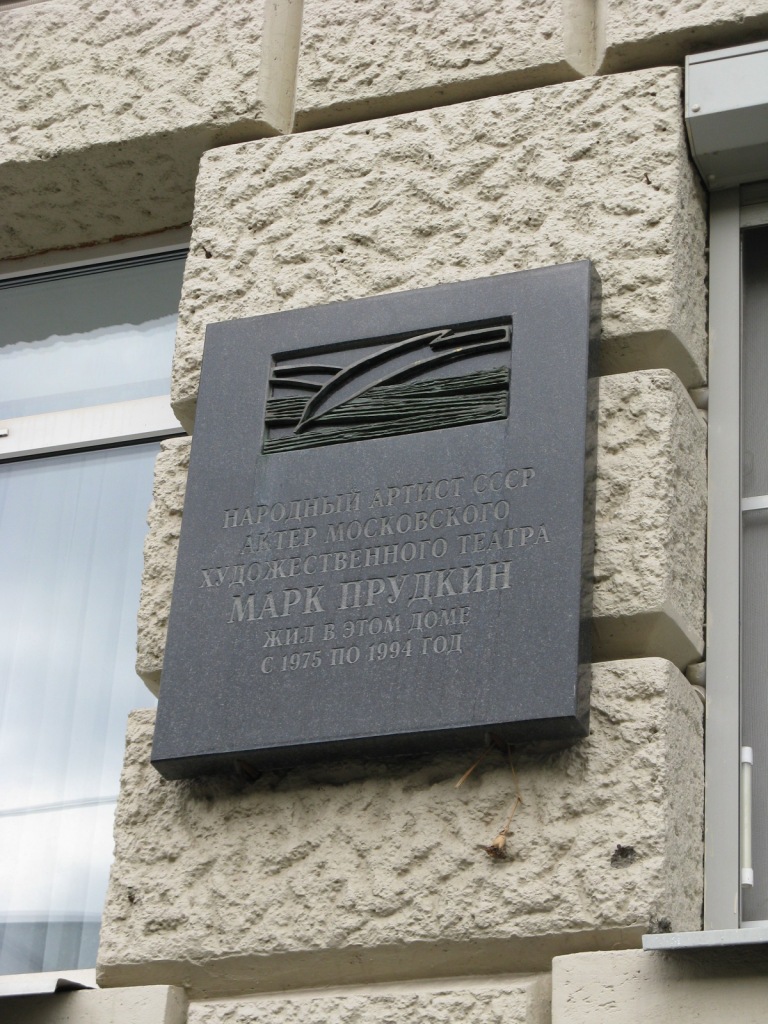 НАРОДНЫЙ АРТИСТ СССР
АКТЕР МОСКОВСКОГО
ХУДОЖЕСТВЕННОГО ТЕАТРА
МАРК ПРУДКИН
ЖИЛ В ЭТОМ ДОМЕ
С 1975 ПО 1994 ГОД